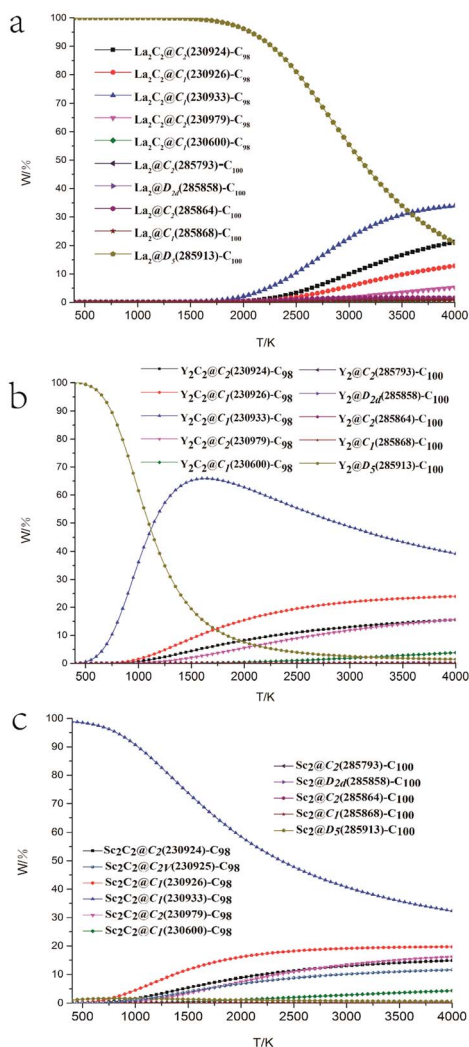 a
La₂C₂@C₂(230924)-C₉₈
La₂C₂@C₁(230926)-C₉₈
La₂C₂@C₁(230933)-C₉₈
La₂C₂@C₂(230979)-C₉₈
La₂C₂@C₁(230600)-C₉₈
La₂@C₂(285793)-C₁₀₀
La₂@D₂d(285858)-C₁₀₀
La₂@C₂(285864)-C₁₀₀
La₂@C₁(285868)-C₁₀₀
La₂@D₅(285913)-C₁₀₀
W/%
100
90
80
70
60
50
40
30
20
10
0
500 1000 1500 2000 2500 3000 3500 4000
T/K
b
Y₂C₂@C₂(230924)-C₉₈ Y₂@C₂(285793)-C₁₀₀
Y₂C₂@C₁(230926)-C₉₈ Y₂@D₂d(285858)-C₁₀₀
Y₂C₂@C₁(230933)-C₉₈ Y₂@C₂(285864)-C₁₀₀
Y₂C₂@C₂(230979)-C₉₈ Y₂@C₁(285868)-C₁₀₀
Y₂C₂@C₁(230600)-C₉₈ Y₂@D₅(285913)-C₁₀₀
W/%
100
90
80
70
60
50
40
30
20
10
0
500 1000 1500 2000 2500 3000 3500 4000
T/K
c
Sc₂@C₂(285793)-C₁₀₀
Sc₂@D₂d(285858)-C₁₀₀
Sc₂@C₂(285864)-C₁₀₀
Sc₂@C₁(285868)-C₁₀₀
Sc₂@D₅(285913)-C₁₀₀
Sc₂C₂@C₂(230924)-C₉₈
Sc₂C₂@C₂V(230925)-C₉₈
Sc₂C₂@C₁(230926)-C₉₈
Sc₂C₂@C₁(230933)-C₉₈
Sc₂C₂@C₂(230979)-C₉₈
Sc₂C₂@C₁(230600)-C₉₈
W/%
100
90
80
70
60
50
40
30
20
10
0
500 1000 1500 2000 2500 3000 3500 4000
T/K